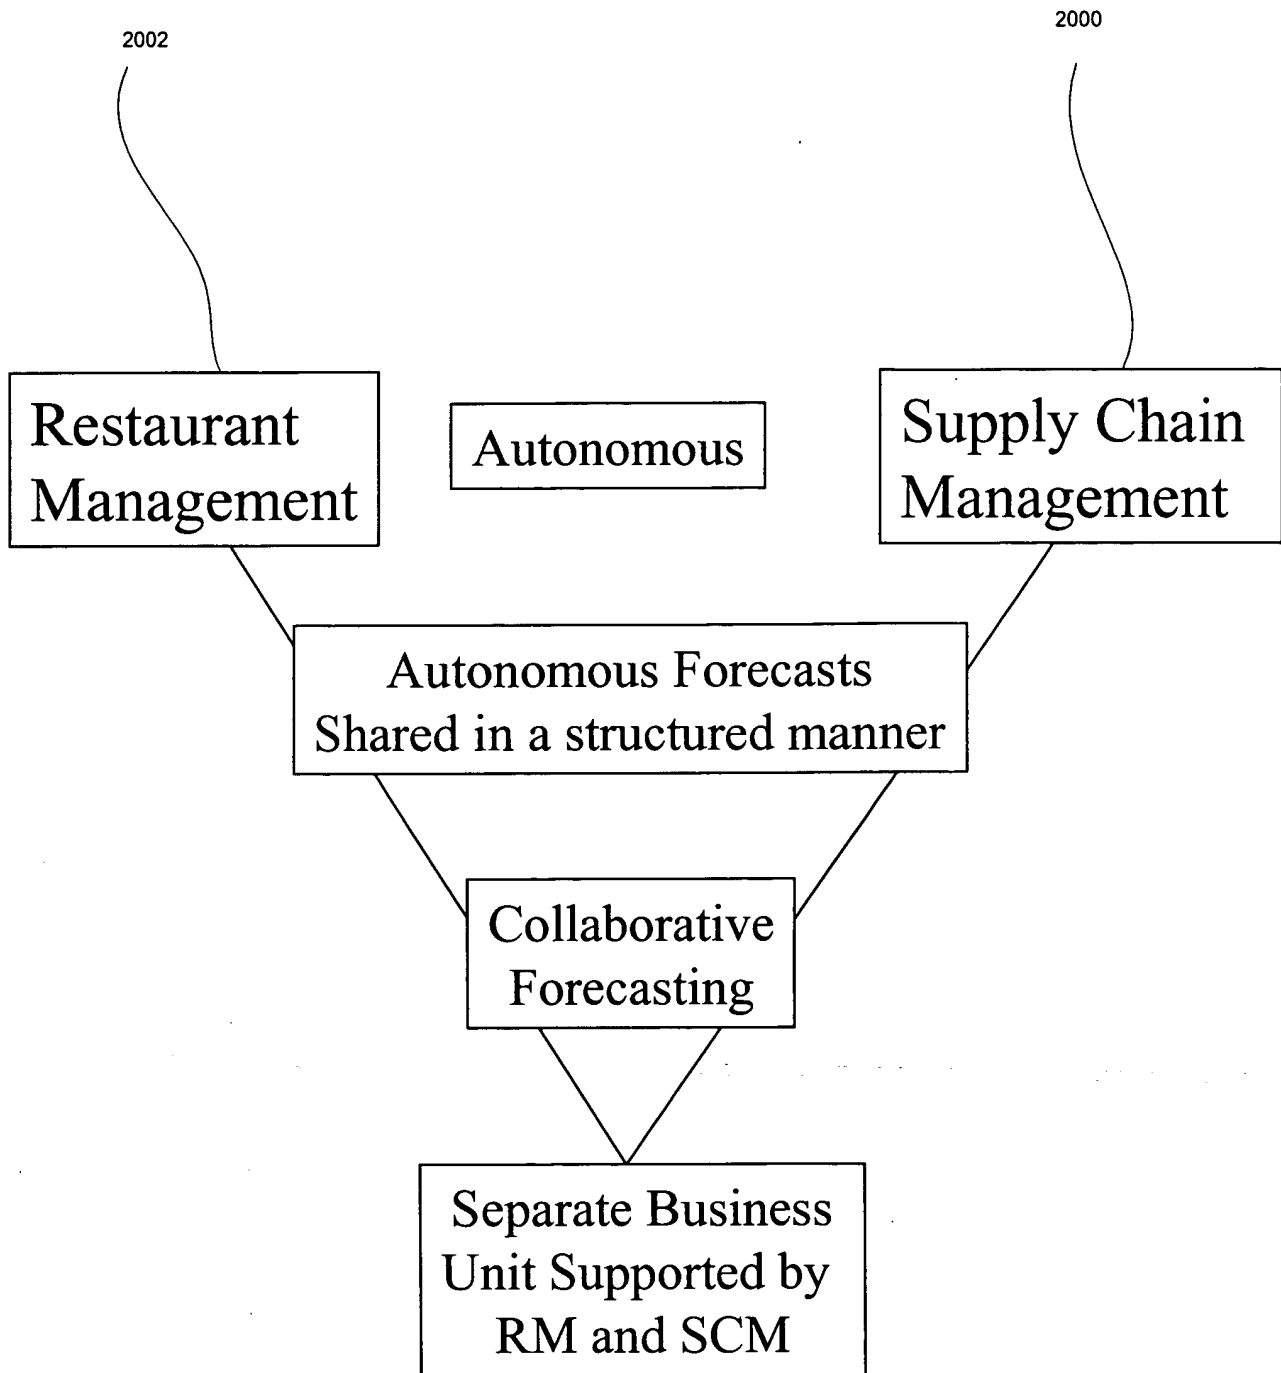 2002
2000
Restaurant
Management
Autonomous
Supply Chain
Management
Autonomous Forecasts
Shared in a structured manner
Collaborative
Forecasting
Separate Business
Unit Supported by
RM and SCM